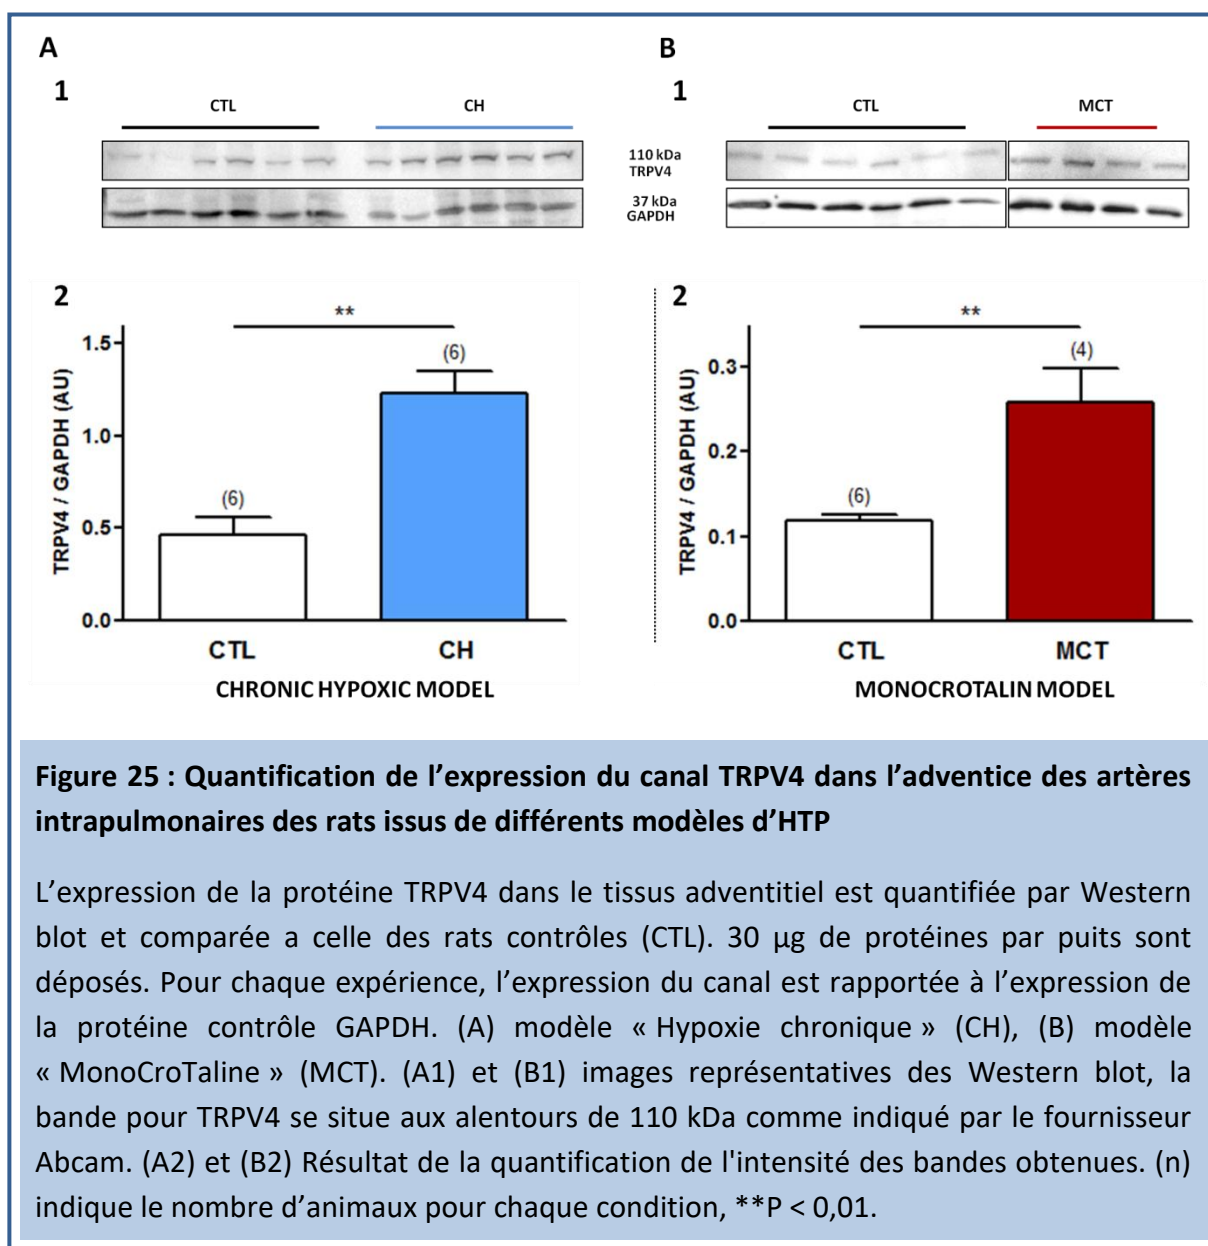 A
B
1
CTL
CH
1
CTL
MCT
110 kDa
TRPV4
37 kDa
GAPDH
2
**
(6)
(6)
1.5
1.0
0.5
0.0
TRPV4 / GAPDH (AU)
CTL
CH
CHRONIC HYPOXIC MODEL
2
**
(4)
(6)
0.3
0.2
0.1
0.0
TRPV4 / GAPDH (AU)
CTL
MCT
MONOCROTALIN MODEL
Figure 25 : Quantification de l’expression du canal TRPV4 dans l’adventice des artères
intrapulmonaires des rats issus de différents modèles d’HTP
L’expression de la protéine TRPV4 dans le tissus adventitiel est quantifiée par Western
blot et comparée a celle des rats contrôles (CTL). 30 µg de protéines par puits sont
déposés. Pour chaque expérience, l’expression du canal est rapportée à l’expression de
la protéine contrôle GAPDH. (A) modèle « Hypoxie chronique » (CH), (B) modèle
« MonoCroTaline » (MCT). (A1) et (B1) images représentatives des Western blot, la
bande pour TRPV4 se situe aux alentours de 110 kDa comme indiqué par le fournisseur
Abcam. (A2) et (B2) Résultat de la quantification de l'intensité des bandes obtenues. (n)
indique le nombre d’animaux pour chaque condition, **P < 0,01.